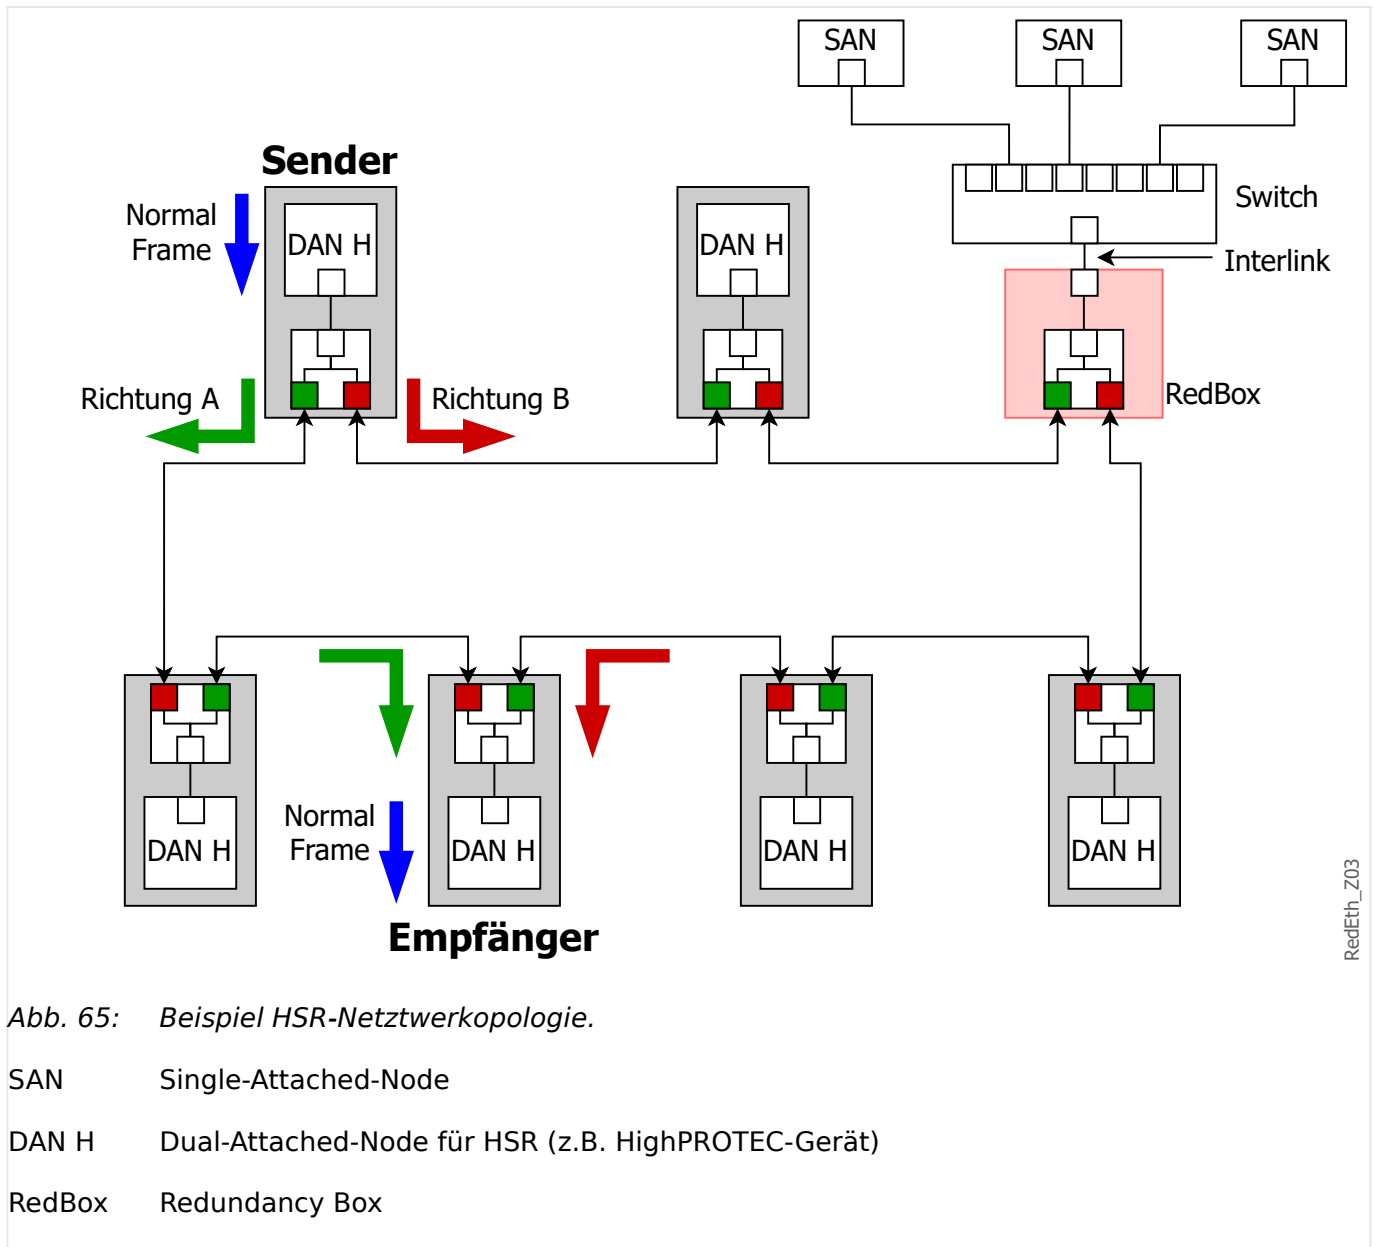 SAN SAN SAN
Sender
Normal
Frame
DAN H
DAN H
Switch
Interlink
Richtung A
Richtung B
RedBox
Normal
Frame
DAN H
DAN H
DAN H
DAN H
Empfänger
RedEth_Z03
Abb. 65: Beispiel HSR-Netztwerkopologie.
SAN Single-Attached-Node
DAN H Dual-Attached-Node für HSR (z.B. HighPROTEC-Gerät)
RedBox Redundancy Box